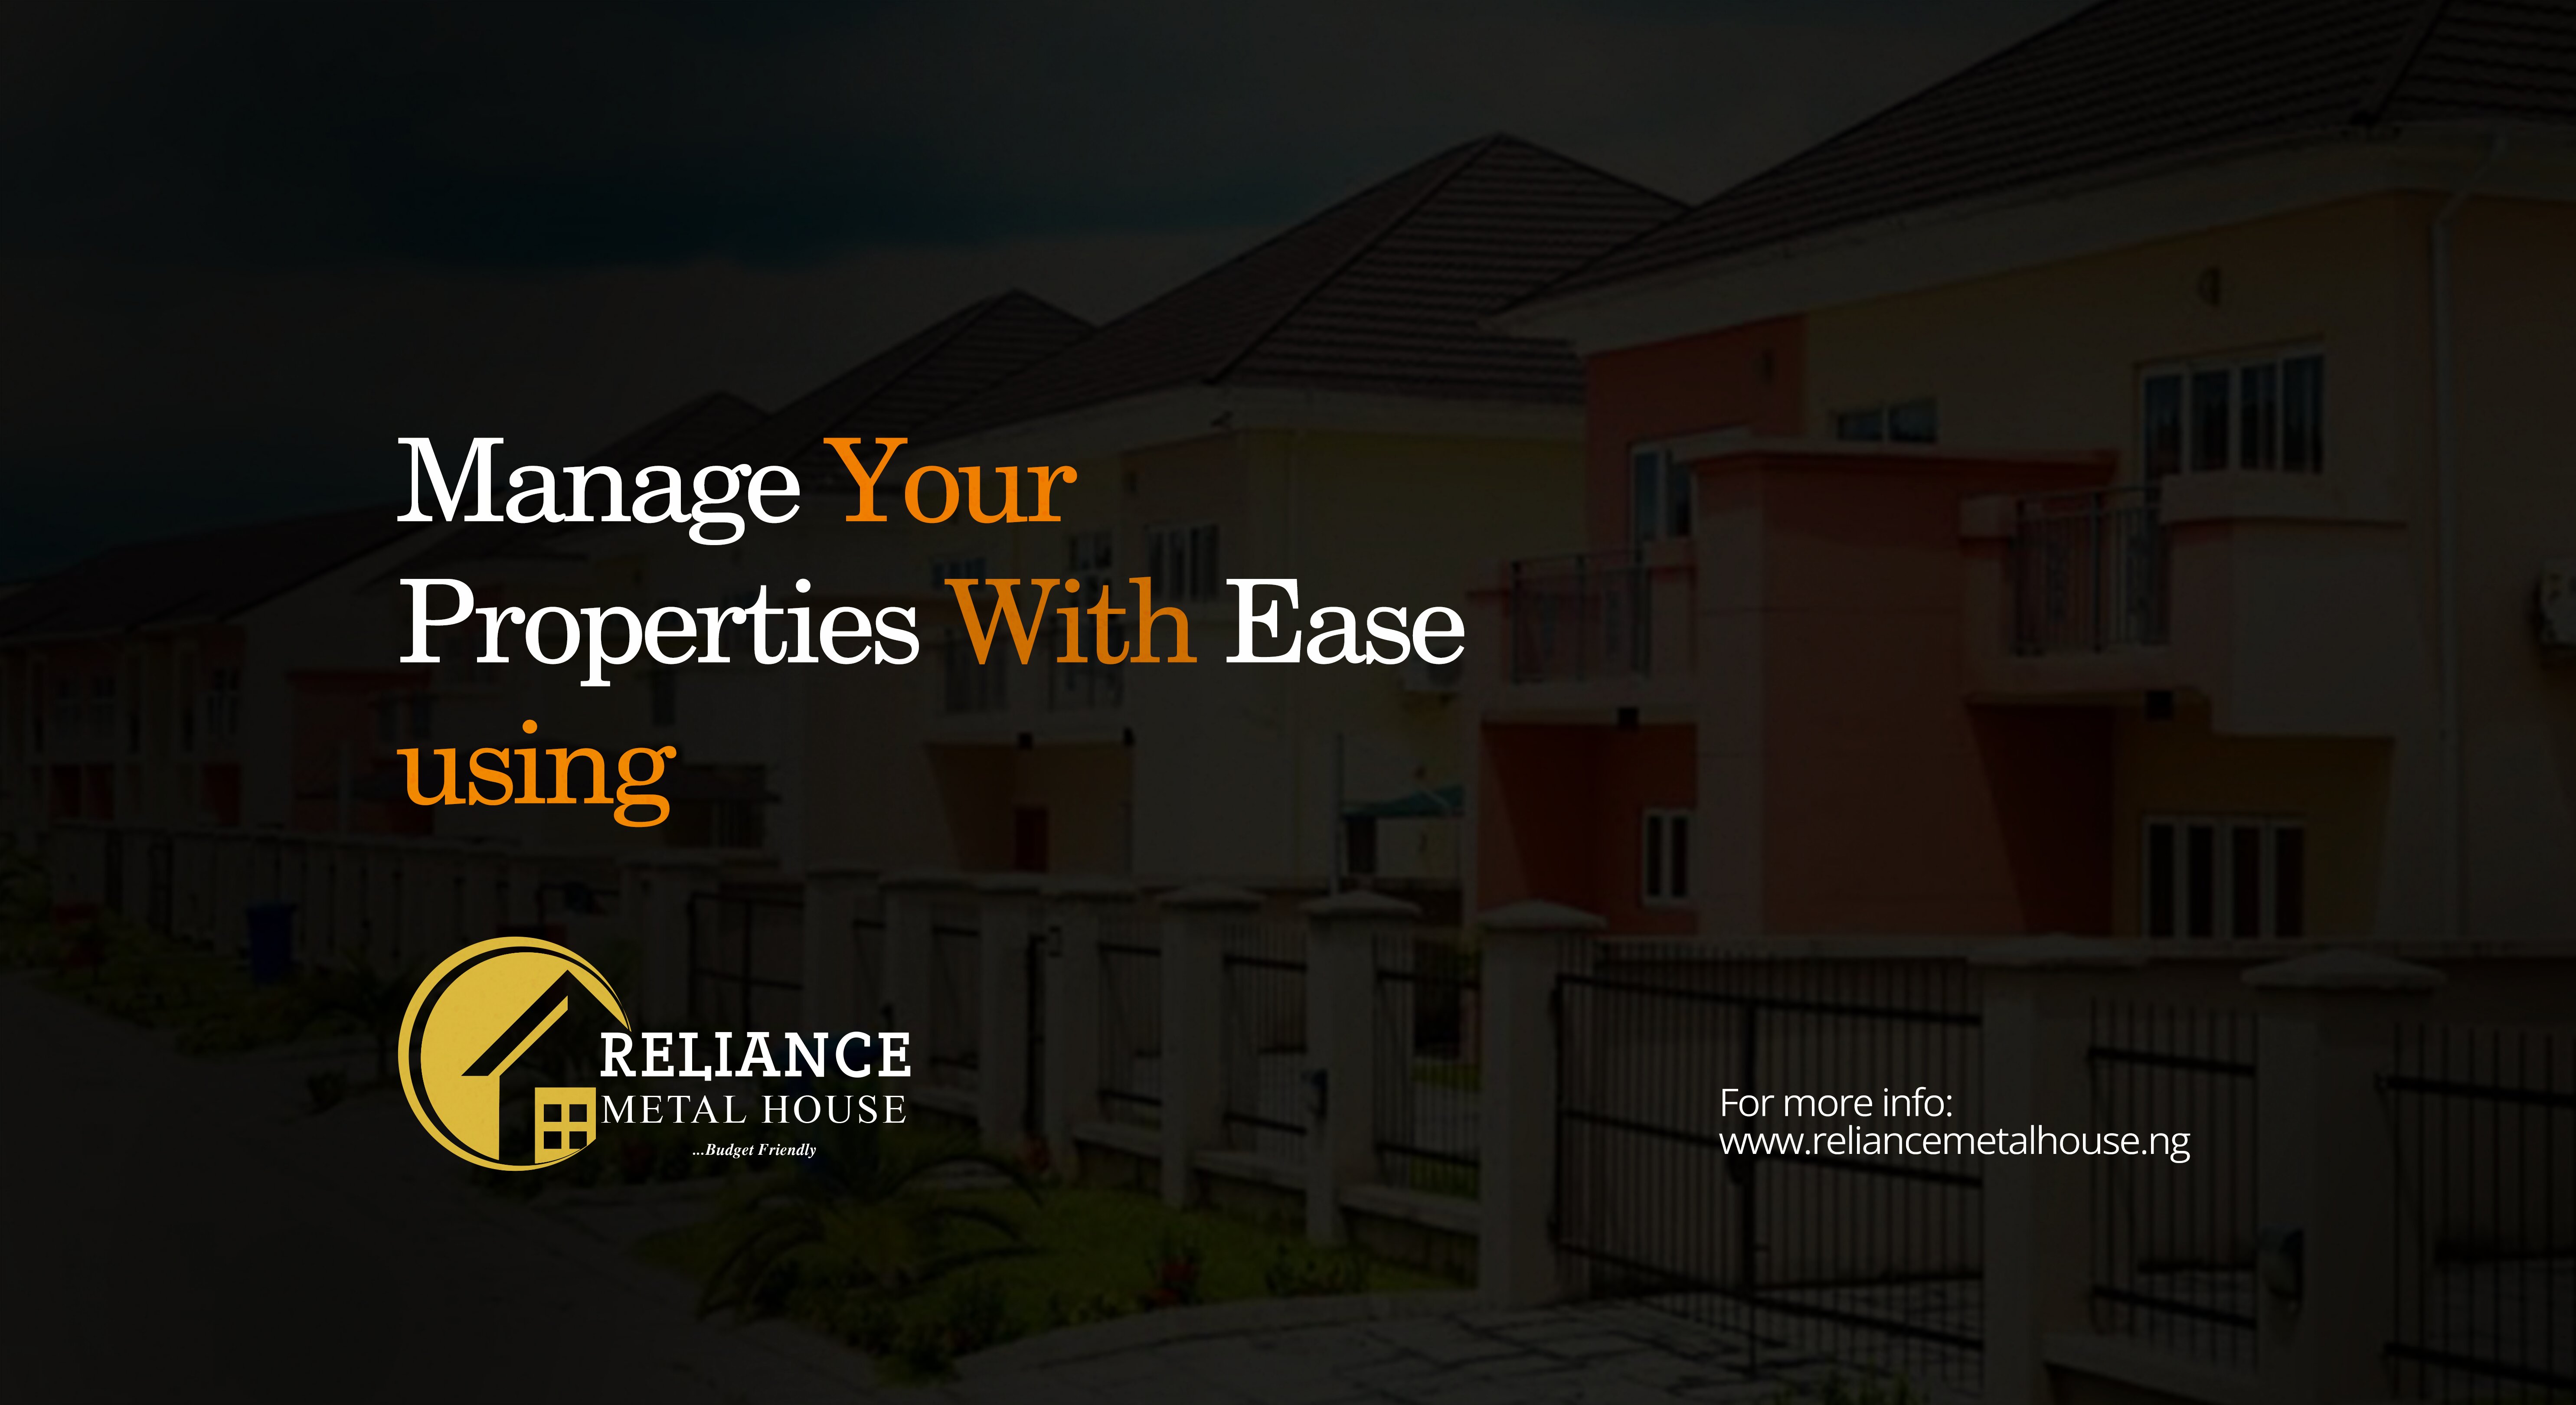 Manage Your
Properties With Ease
using
RELIANCE
METAL HOUSE
...Budget Friendly
For more info:
www.reliancemetalhouse.ng